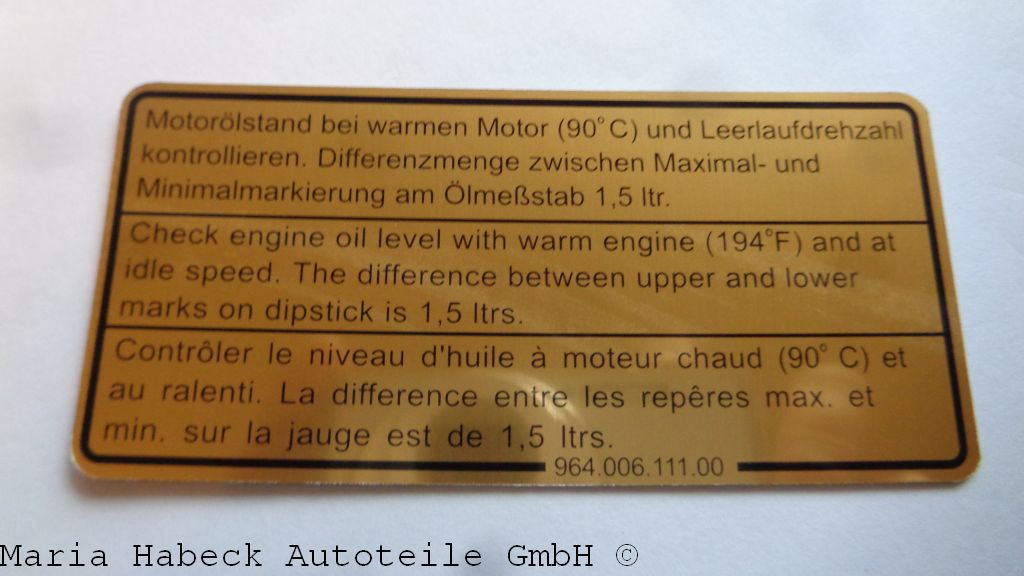 Motorölstand bei warmen Motor (90°C) und Leerlaufdrehzahl
kontrollieren. Differenzmenge zwischen Maximal- und
Minimalmarkierung am Ölmeßstab 1,5 ltr.
Check engine oil level with warm engine (194°F) and at
idle speed. The difference between upper and lower
marks on dipstick is 1,5 ltrs.
Contrôler le niveau d'huile à moteur chaud (90° C) et
au ralenti. La difference entre les repêres max. et
min. sur la jauge est de 1,5 ltrs.
964.006.111.00
Maria Habeck Autoteile GmbH ©